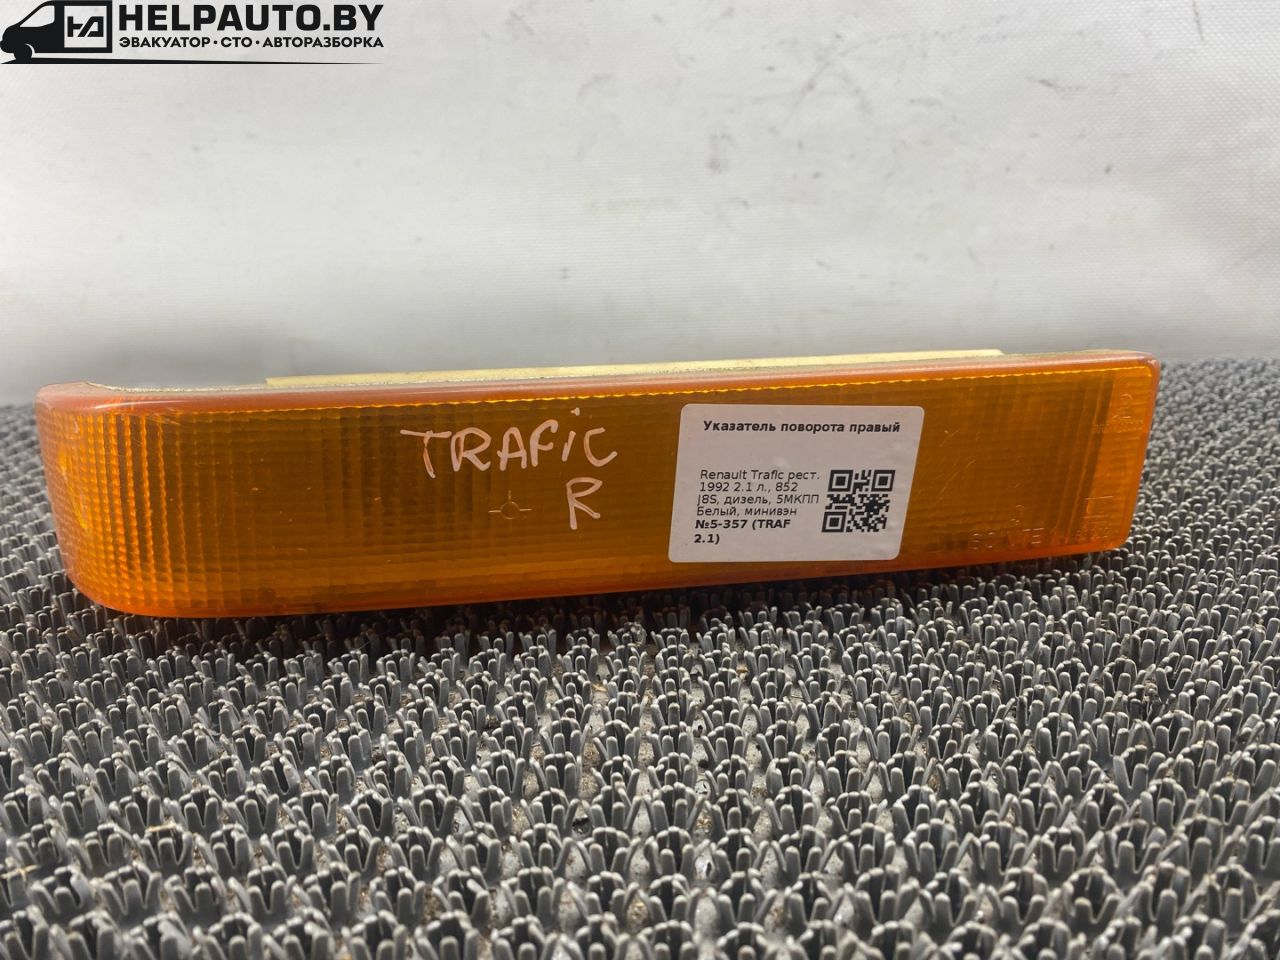 HELPAUTO.BY
ЭВАКУАТОР·СТО·АВТОРАЗБОРКА
TRAFiC
R
Указатель поворота правый
Renault Trafic рест.
1992 2.1 л., 852
J8S, дизель, 5МКПП
Белый, минивэн
№5-357 (TRAF
2.1)